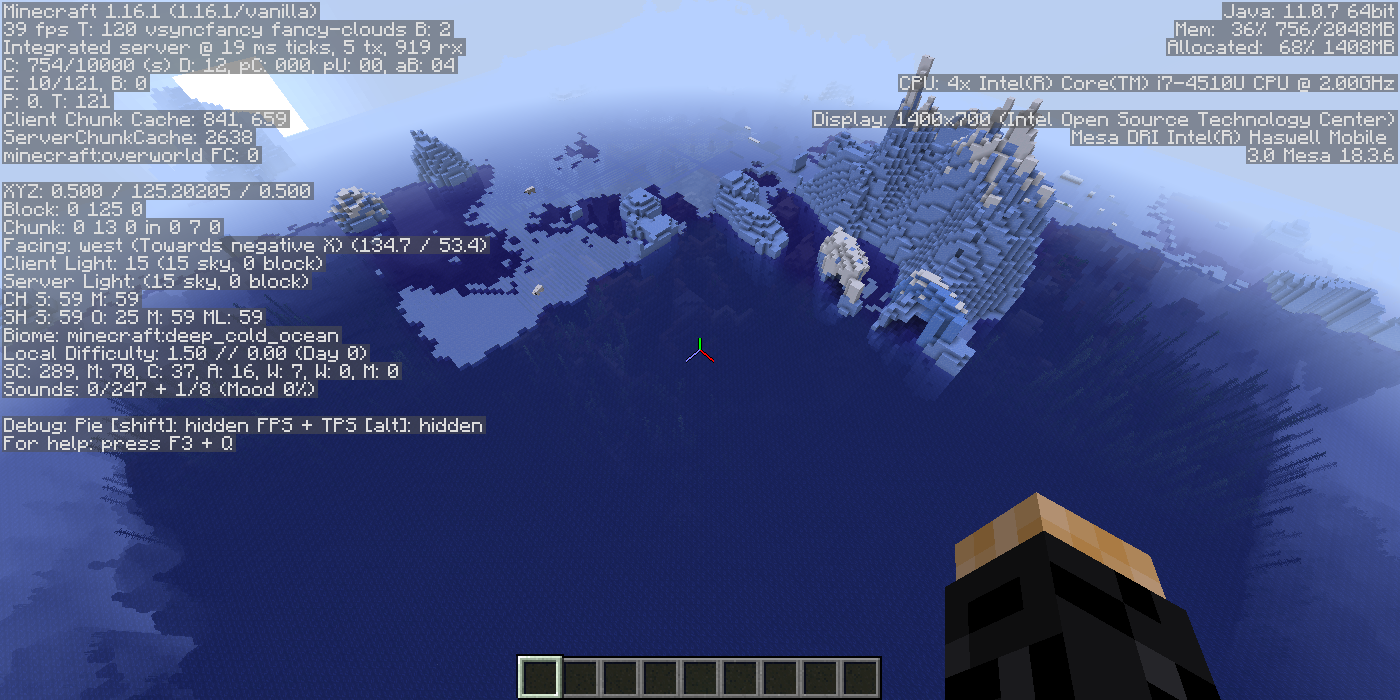 Minecraft 1.16.1 (1.16.1/vanilla)
39 fps T: 120 vsyncfancy fancy-clouds B: 2
Integrated server @ 19 ms ticks, 5 tx, 919 rx
C: 754/10000 (s) D: 12, pC: 000, pU: 00, aB: 04
E: 10/121, B: 0
P: 0. T: 121
Client Chunk Cache: 841, 659
ServerChunkCache: 2638
minecraft:overworld FC: 0
XYZ: 0.500 / 125.20205 / 0.500
Block: 0 125 0
Chunk: 0 13 0 in 0 7 0
Facing: west (Towards negative X) (134.7 / 53.4)
Client Light: 15 (15 sky, 0 block)
Server Light: (15 sky, 0 block)
CH S: 59 M: 59
SH S: 59 O: 25 M: 59 ML: 59
Biome: minecraft:deep_cold_ocean
Local Difficulty: 1.50 // 0.00 (Day 0)
SC: 289, M: 70, C: 37, A: 16, W: 7, W: 0, M: 0
Sounds: 0/247 + 1/8 (Mood 0%)
Debug: Pie [shift]: hidden FPS + TPS [alt]: hidden
For help: press F3 + Q
Java: 11.0.7 64bit
Mem: 36% 756/2048MB
Allocated: 68% 1408MB
CPU: 4x Intel(R) Core(TM) i7-4510U CPU @ 2.00GHz
Display: 1400x700 (Intel Open Source Technology Center)
Mesa DRI Intel(R) Haswell Mobile
3.0 Mesa 18.3.6